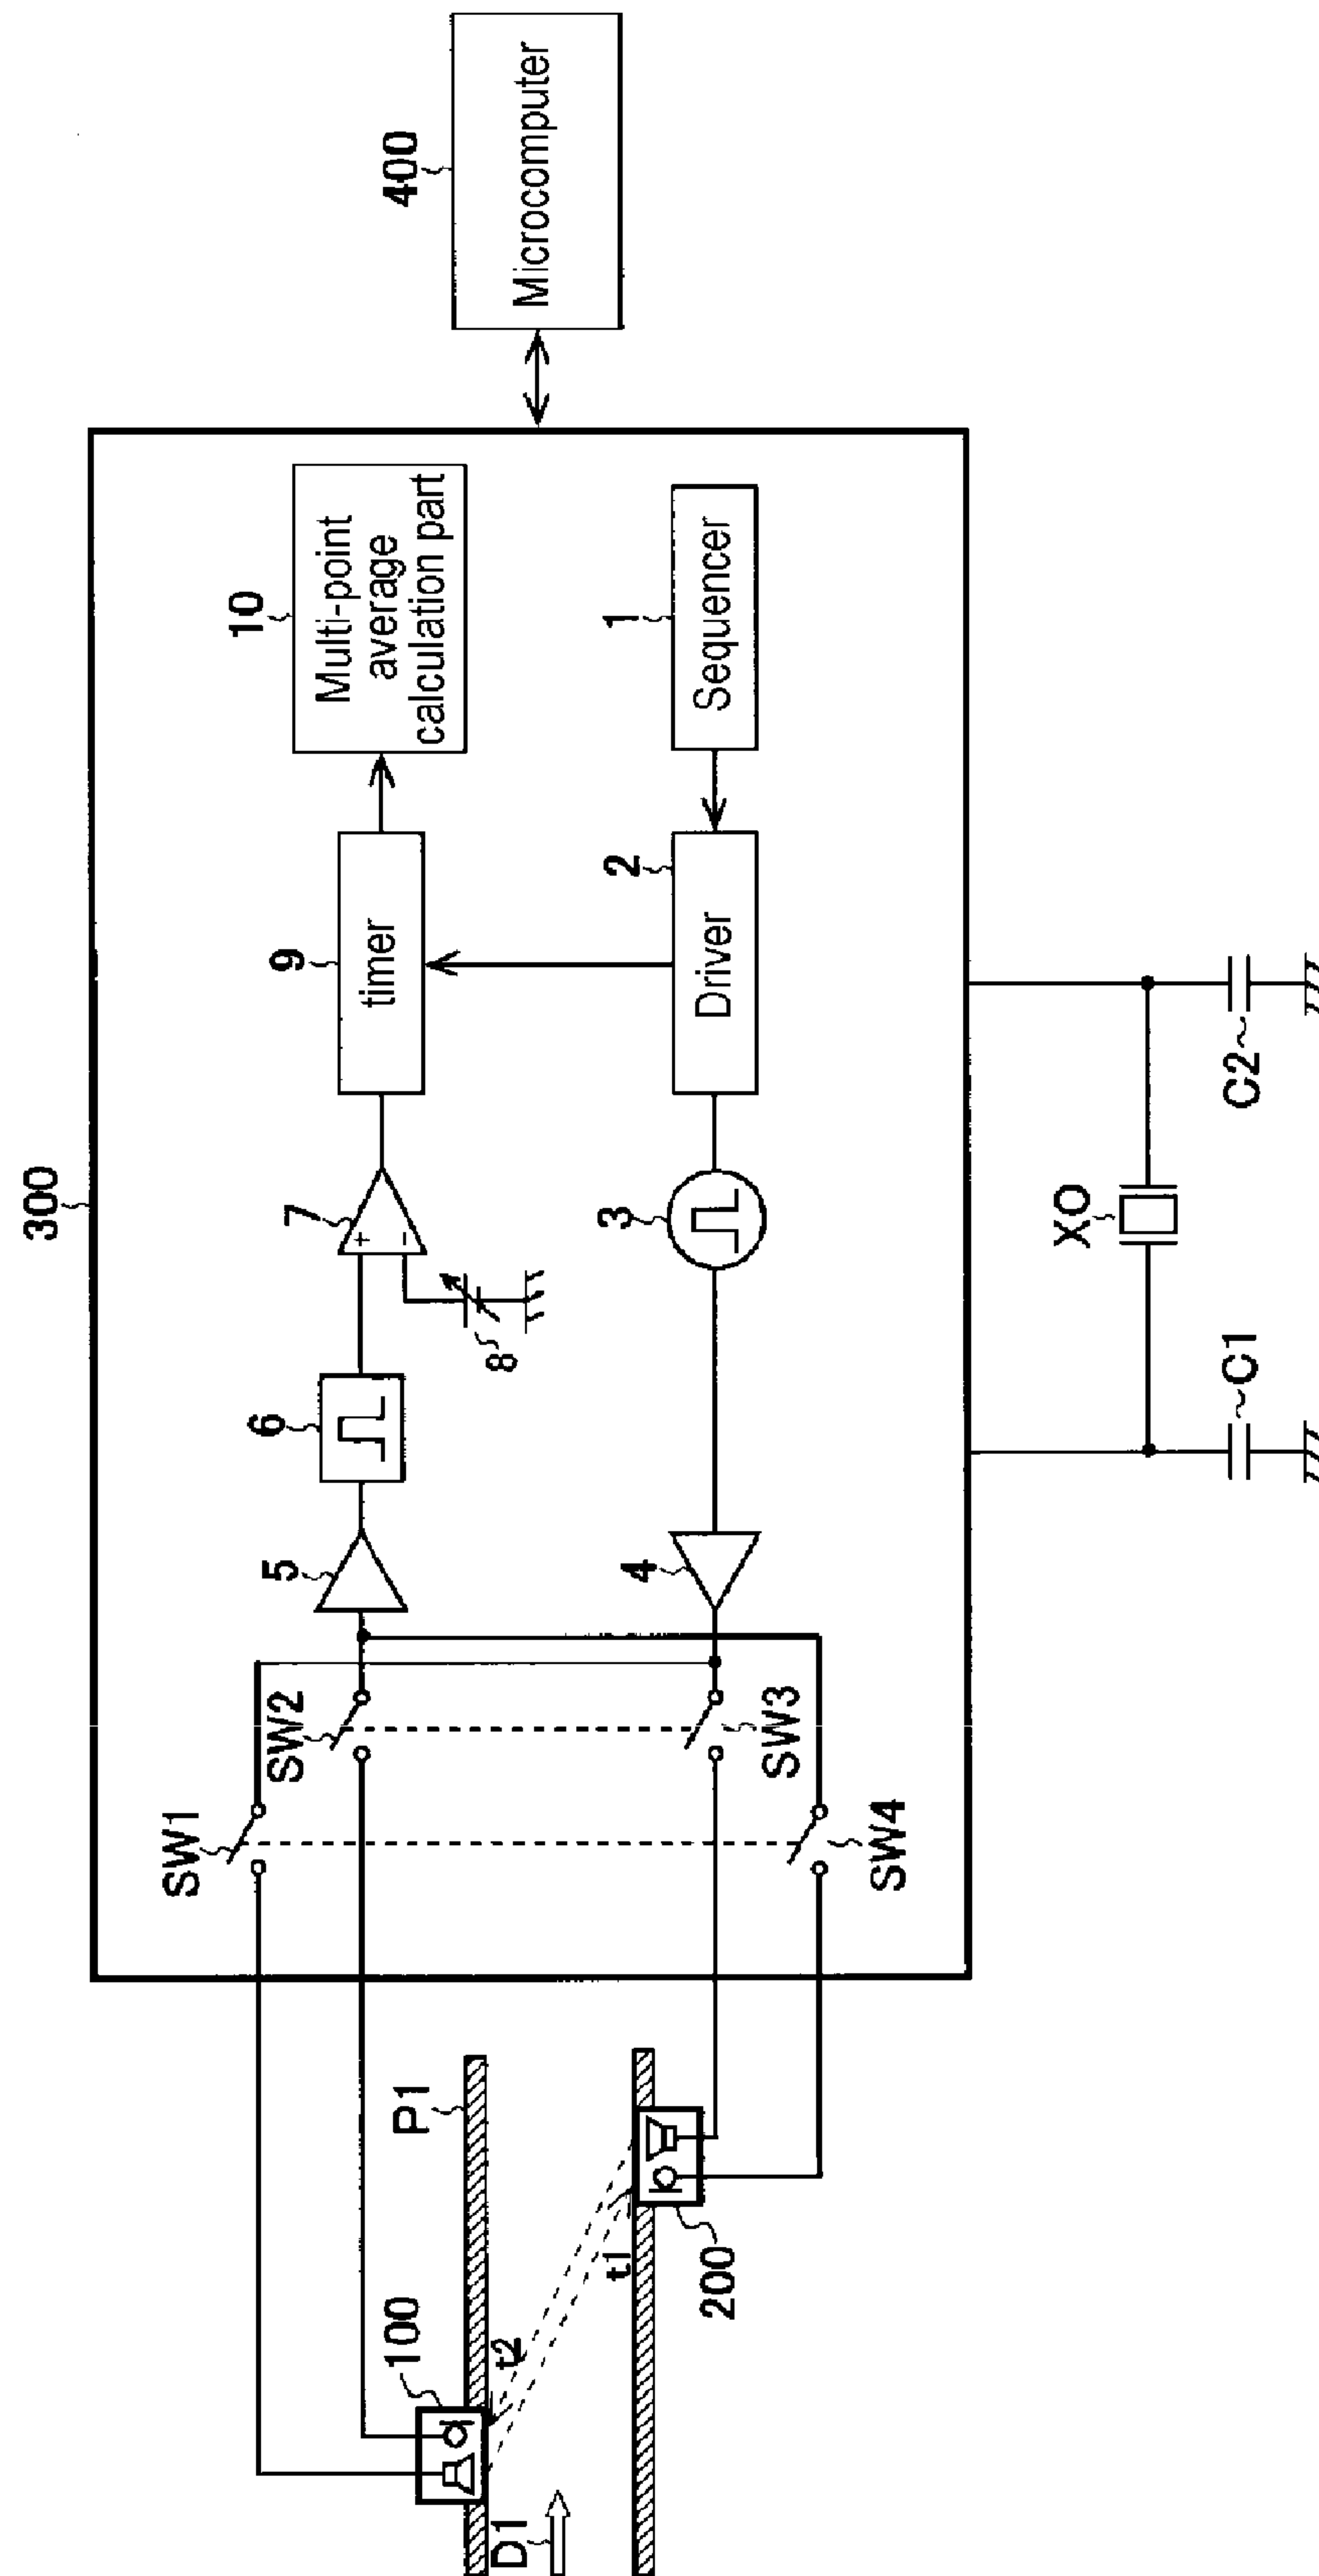 300
400
Microcomputer
10
Multi-point
average
calculation part
9
timer
7
+
-
8
6
5
SW1
SW2
1
Sequencer
2
Driver
3
4
SW3
SW4
100
P1
t2
t1
D1
200
XO
C1
C2